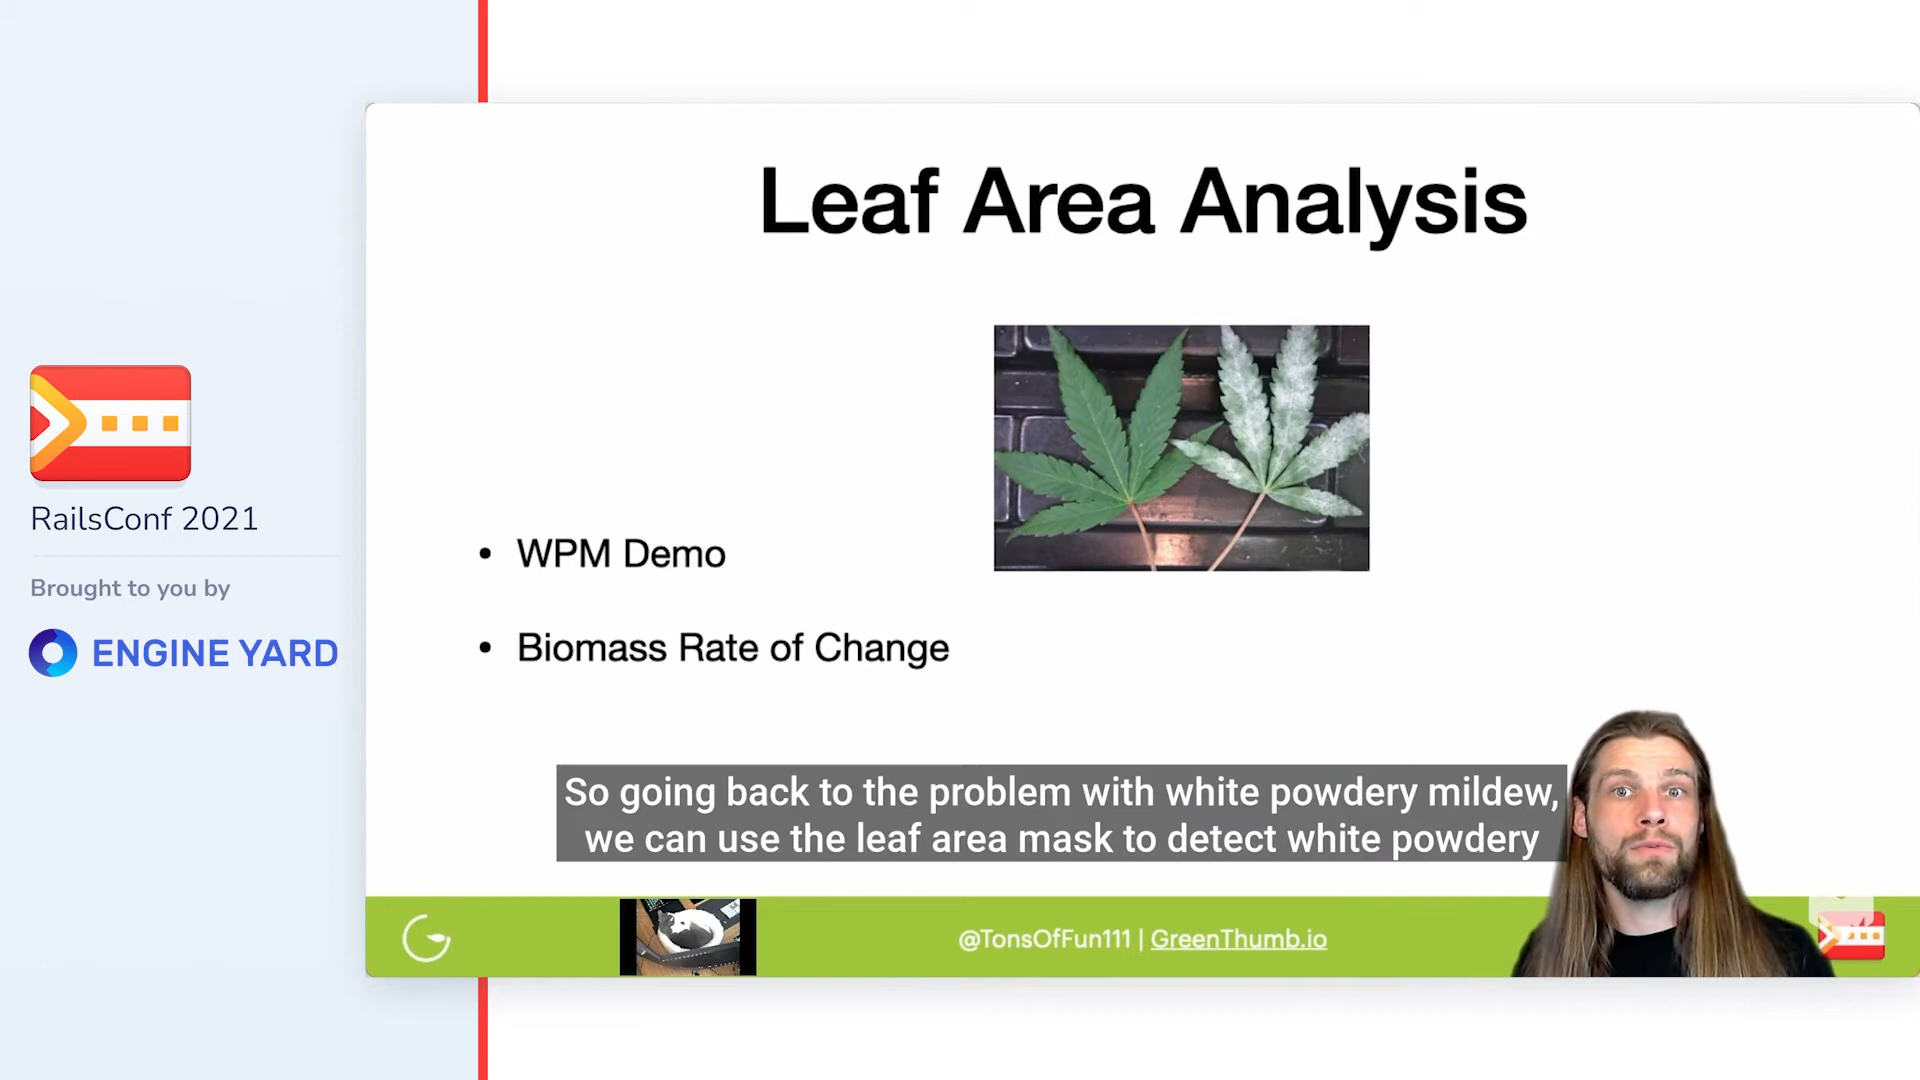 Leaf Area Analysis
RailsConf 2021
Brought to you by
ENGINE YARD
• WPM Demo
• Biomass Rate of Change
So going back to the problem with white powdery mildew,
we can use the leaf area mask to detect white powdery
@TonsOfFun111 | GreenThumb.io